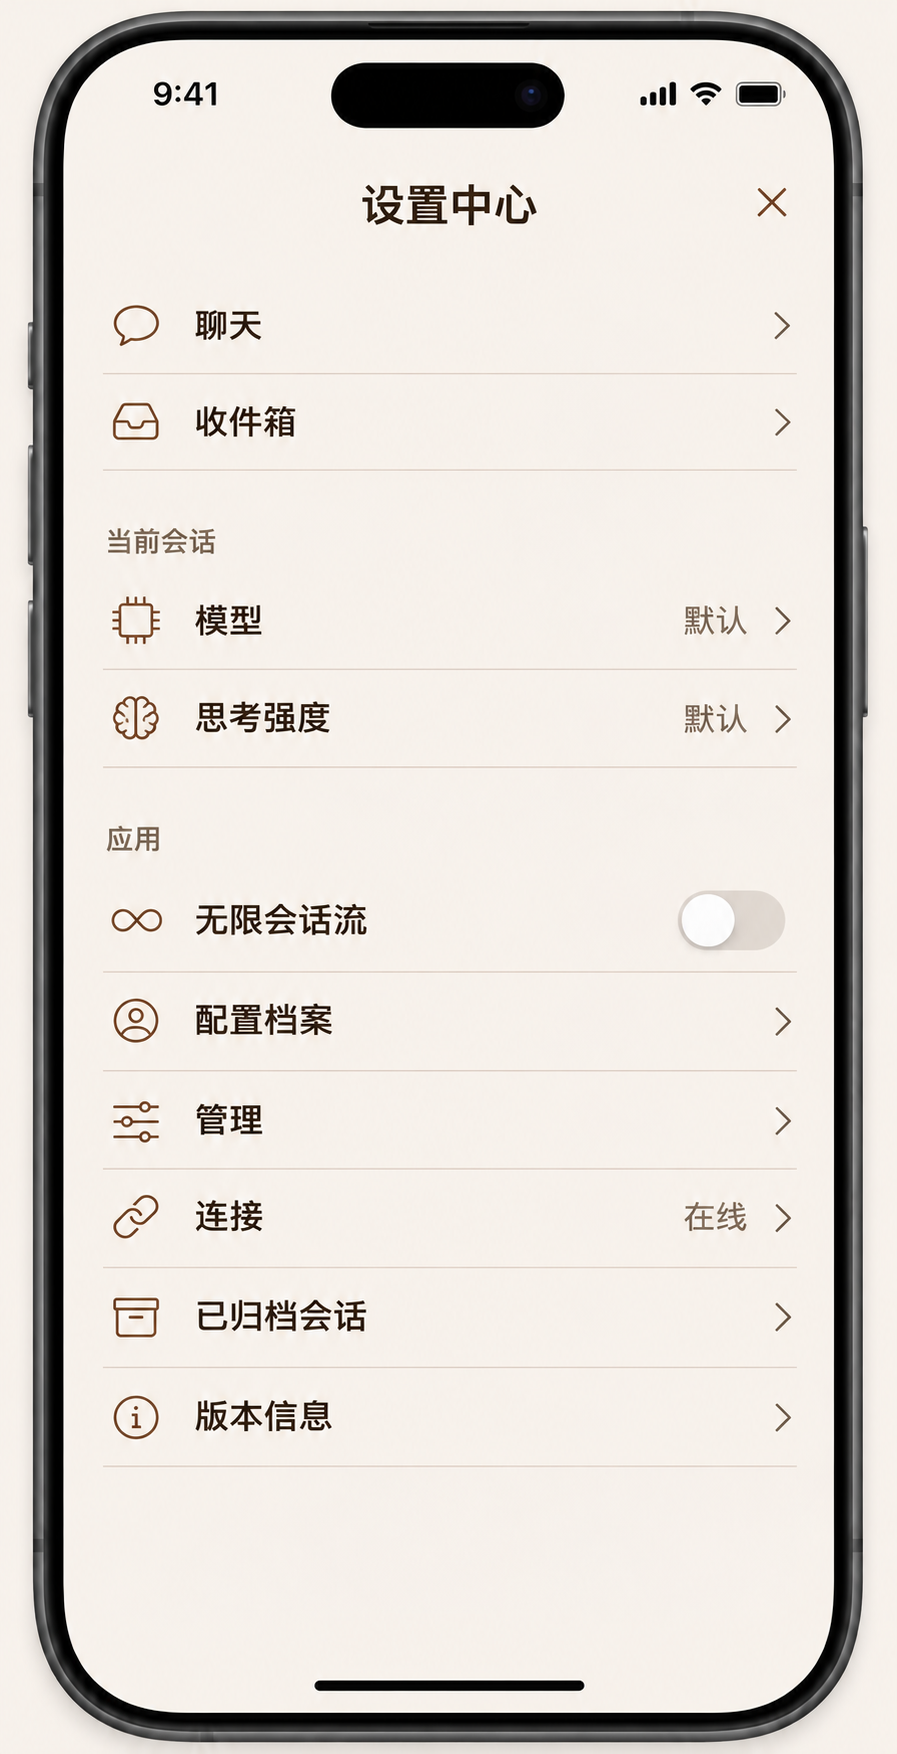 9:41
设置中心
聊天
收件箱
当前会话
模型 默认
思考强度 默认
应用
无限会话流
配置档案
管理
连接 在线
已归档会话
版本信息